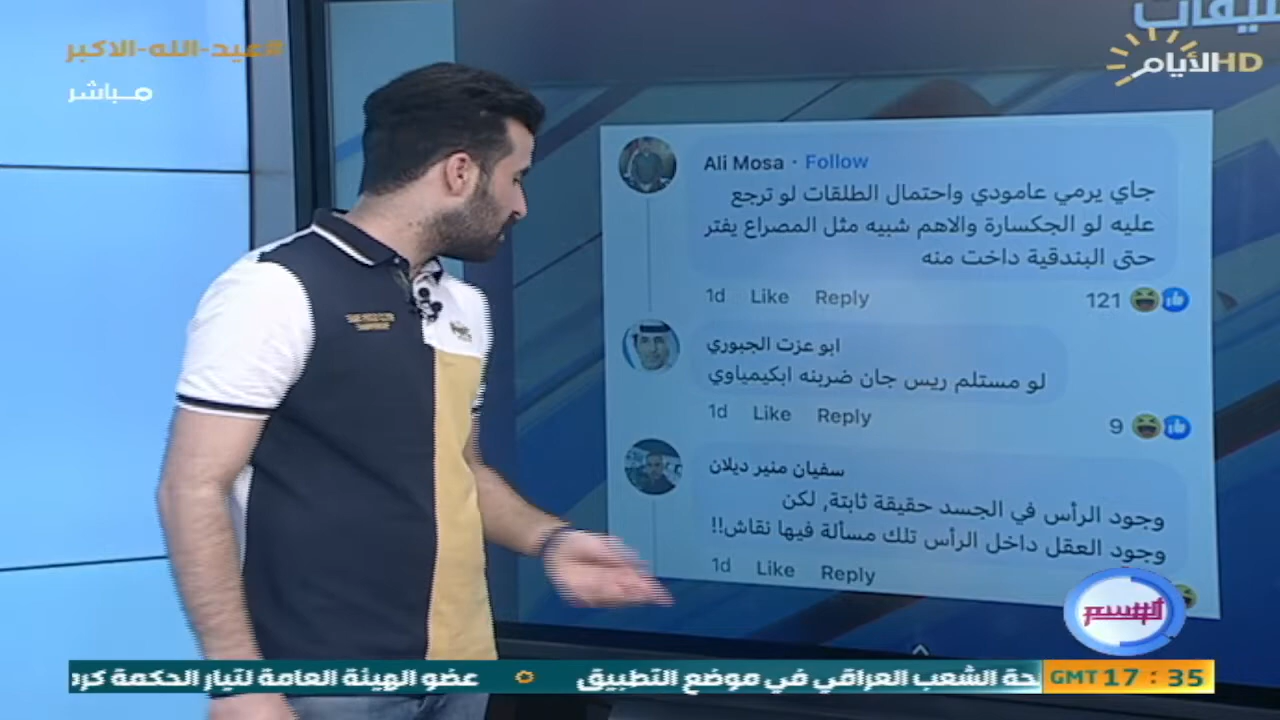 #عيد-الله-الاكبر
مباشر
الأيام HD
Ali Mosa · Follow
جاي يرمي عامودي واحتمال الطلقات لو ترجع
عليه لو الجكسارة والاهم شبيه مثل المصراع يفتر
حتى البندقية داخت منه
1d Like Reply 121
ابو عزت الجبوري
لو مستلم ريس جان ضربنه ابكيمياوي
1d Like Reply 9
سفيان منير ديلان
وجود الرأس في الجسد حقيقة ثابتة, لكن
وجود العقل داخل الرأس تلك مسألة فيها نقاش!!
1d Like Reply
GMT 17 : 35
حة الشعب العراقي في موضع التطبيق
عضو الهيئة العامة لتيار الحكمة كرد